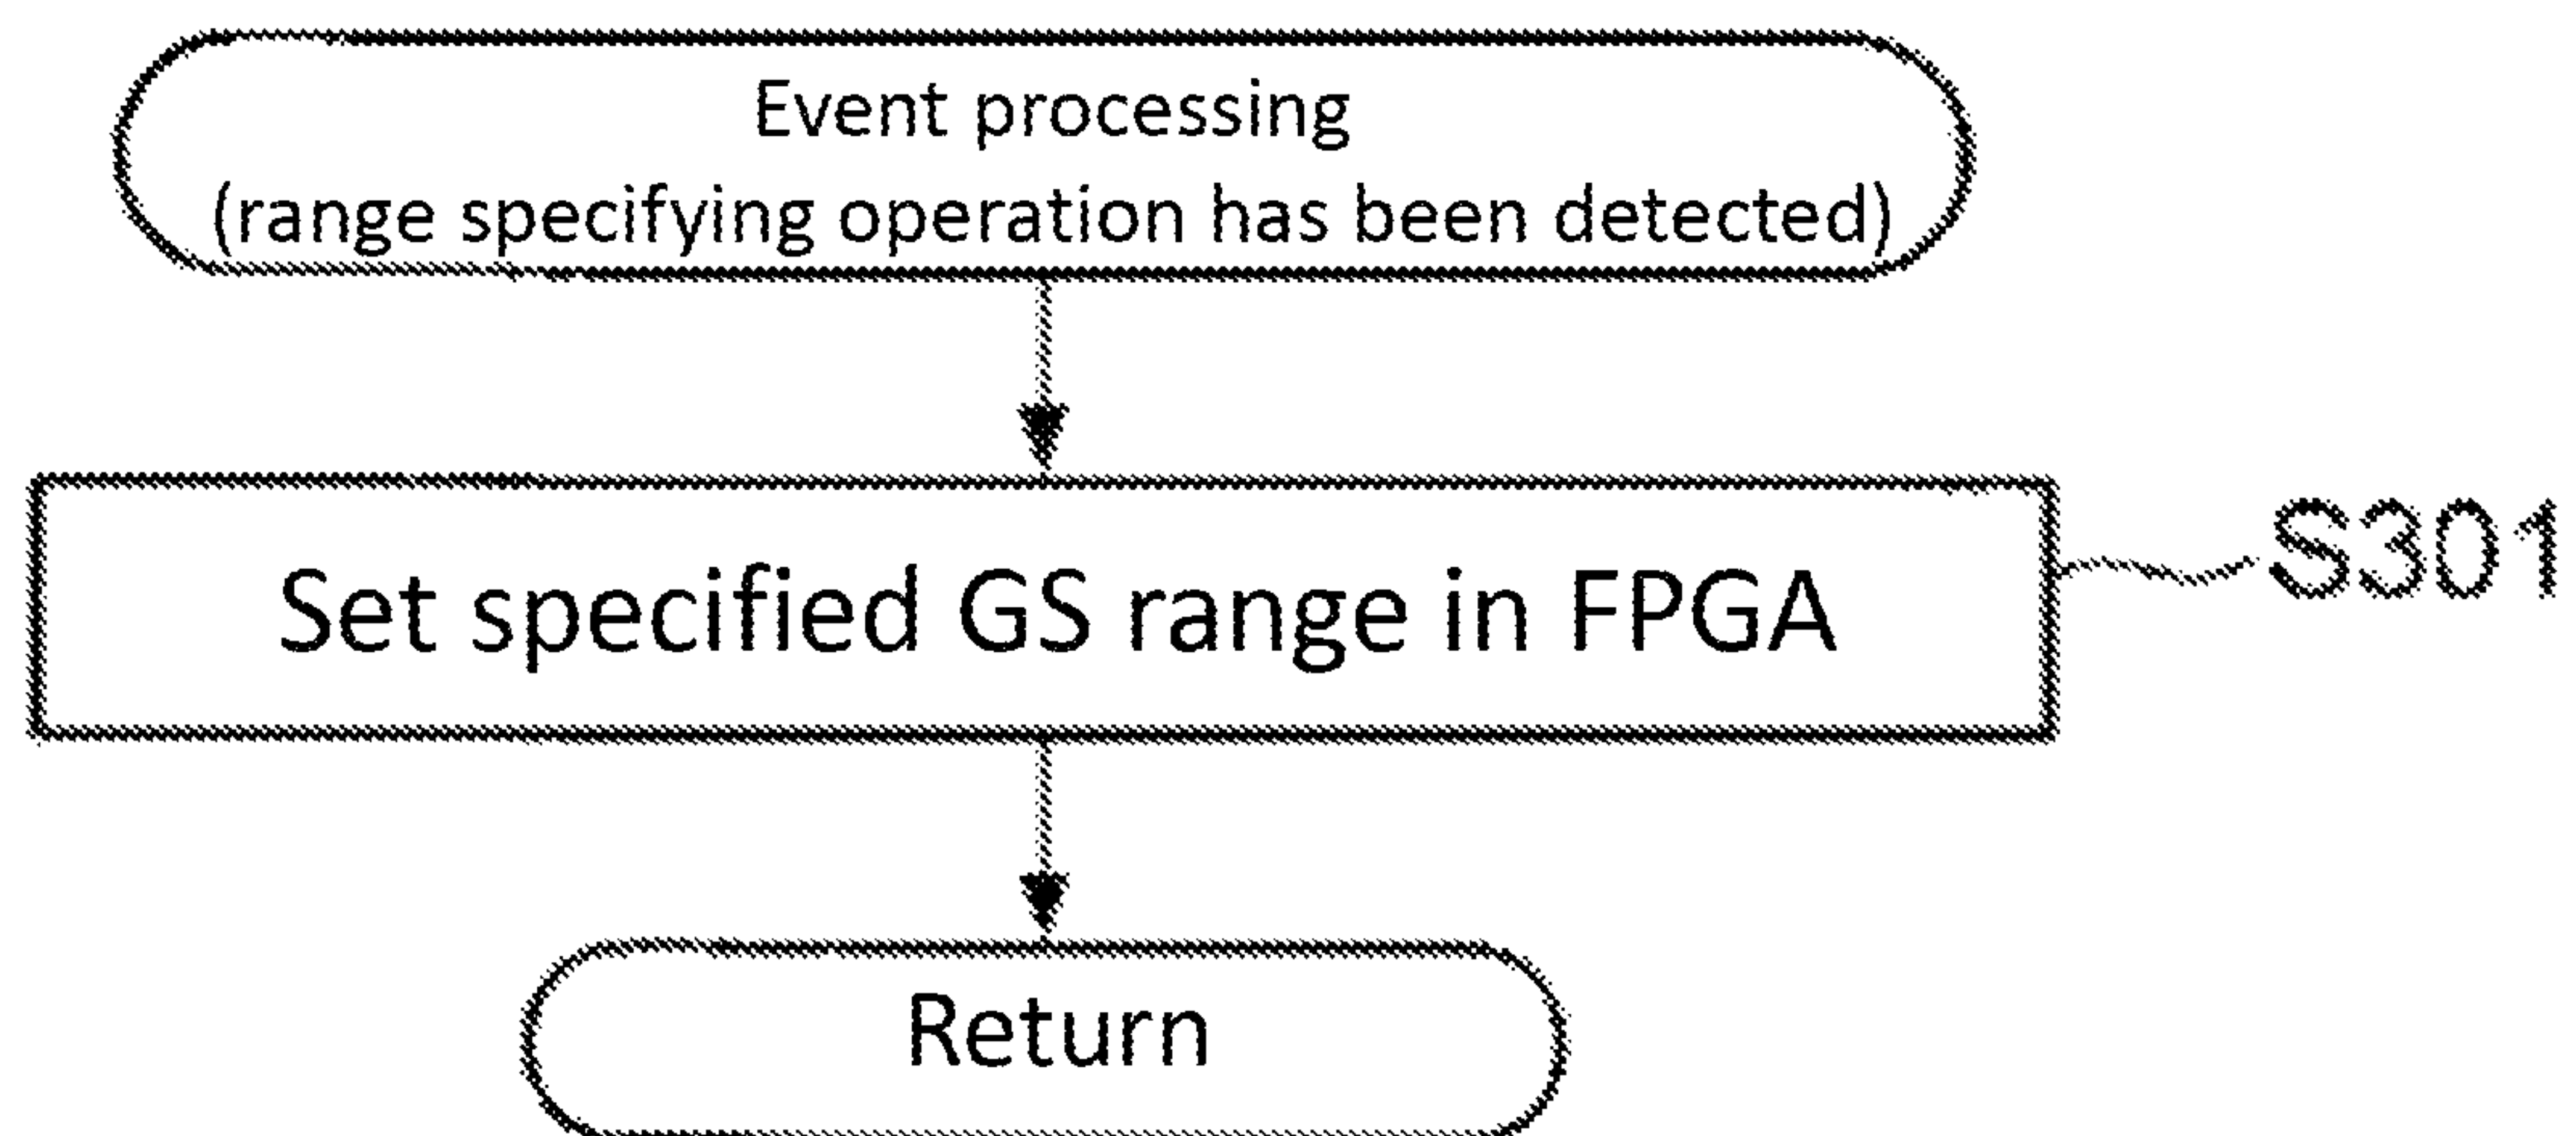 Event processing
(range specifying operation has been detected)
Set specified GS range in FPGA
S301
Return